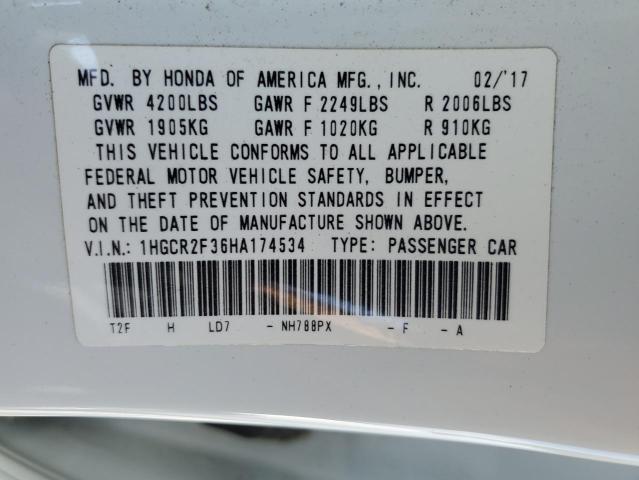 MFD. BY HONDA OF AMERICA MFG., INC. 02/'17
GVWR 4200LBS GAWR F 2249LBS R 2006LBS
GVWR 1905KG GAWR F 1020KG R 910KG
THIS VEHICLE CONFORMS TO ALL APPLICABLE
FEDERAL MOTOR VEHICLE SAFETY, BUMPER,
AND THEFT PREVENTION STANDARDS IN EFFECT
ON THE DATE OF MANUFACTURE SHOWN ABOVE.
V.I.N.: 1HGCR2F36HA174534 TYPE: PASSENGER CAR
T2F H LD7 - NH788PX - F - A